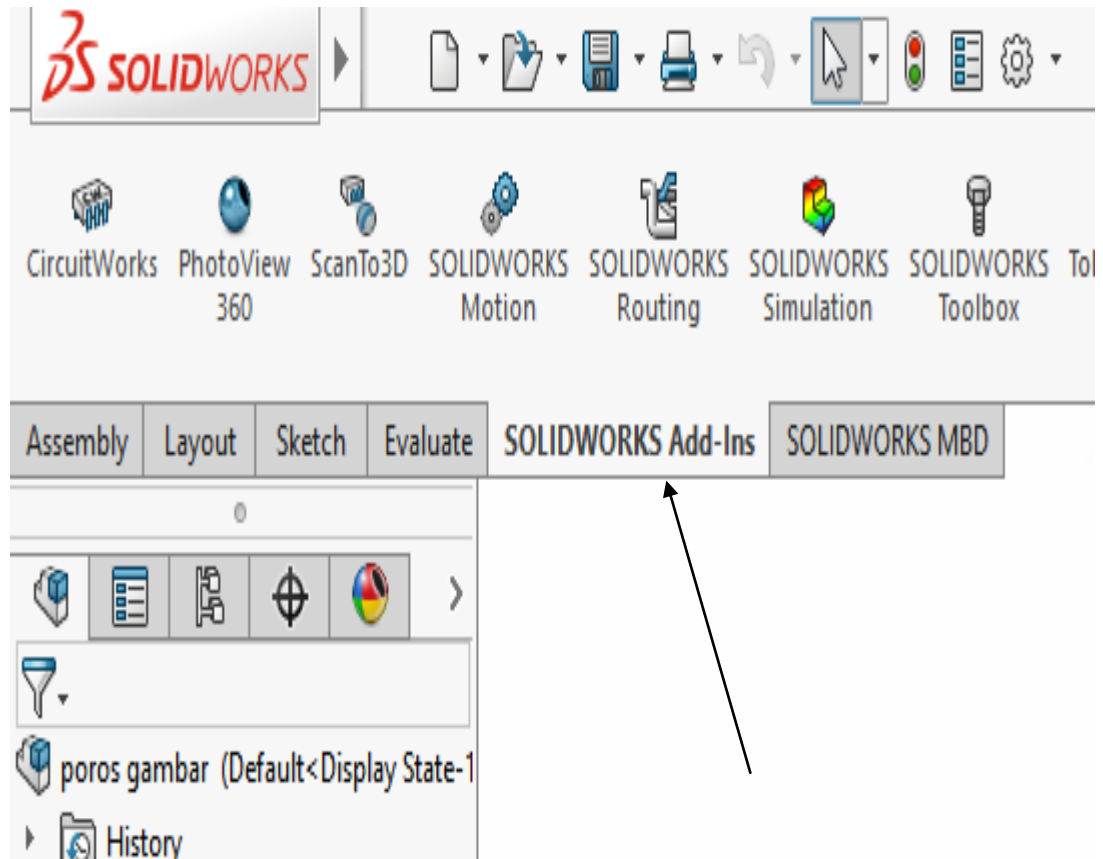 SOLIDWORKS
CircuitWorks PhotoView 360 ScanTo3D SOLIDWORKS Motion SOLIDWORKS Routing SOLIDWORKS Simulation SOLIDWORKS Toolbox
Assembly Layout Sketch Evaluate SOLIDWORKS Add-Ins SOLIDWORKS MBD
poros gambar (Default<Display State-1
History